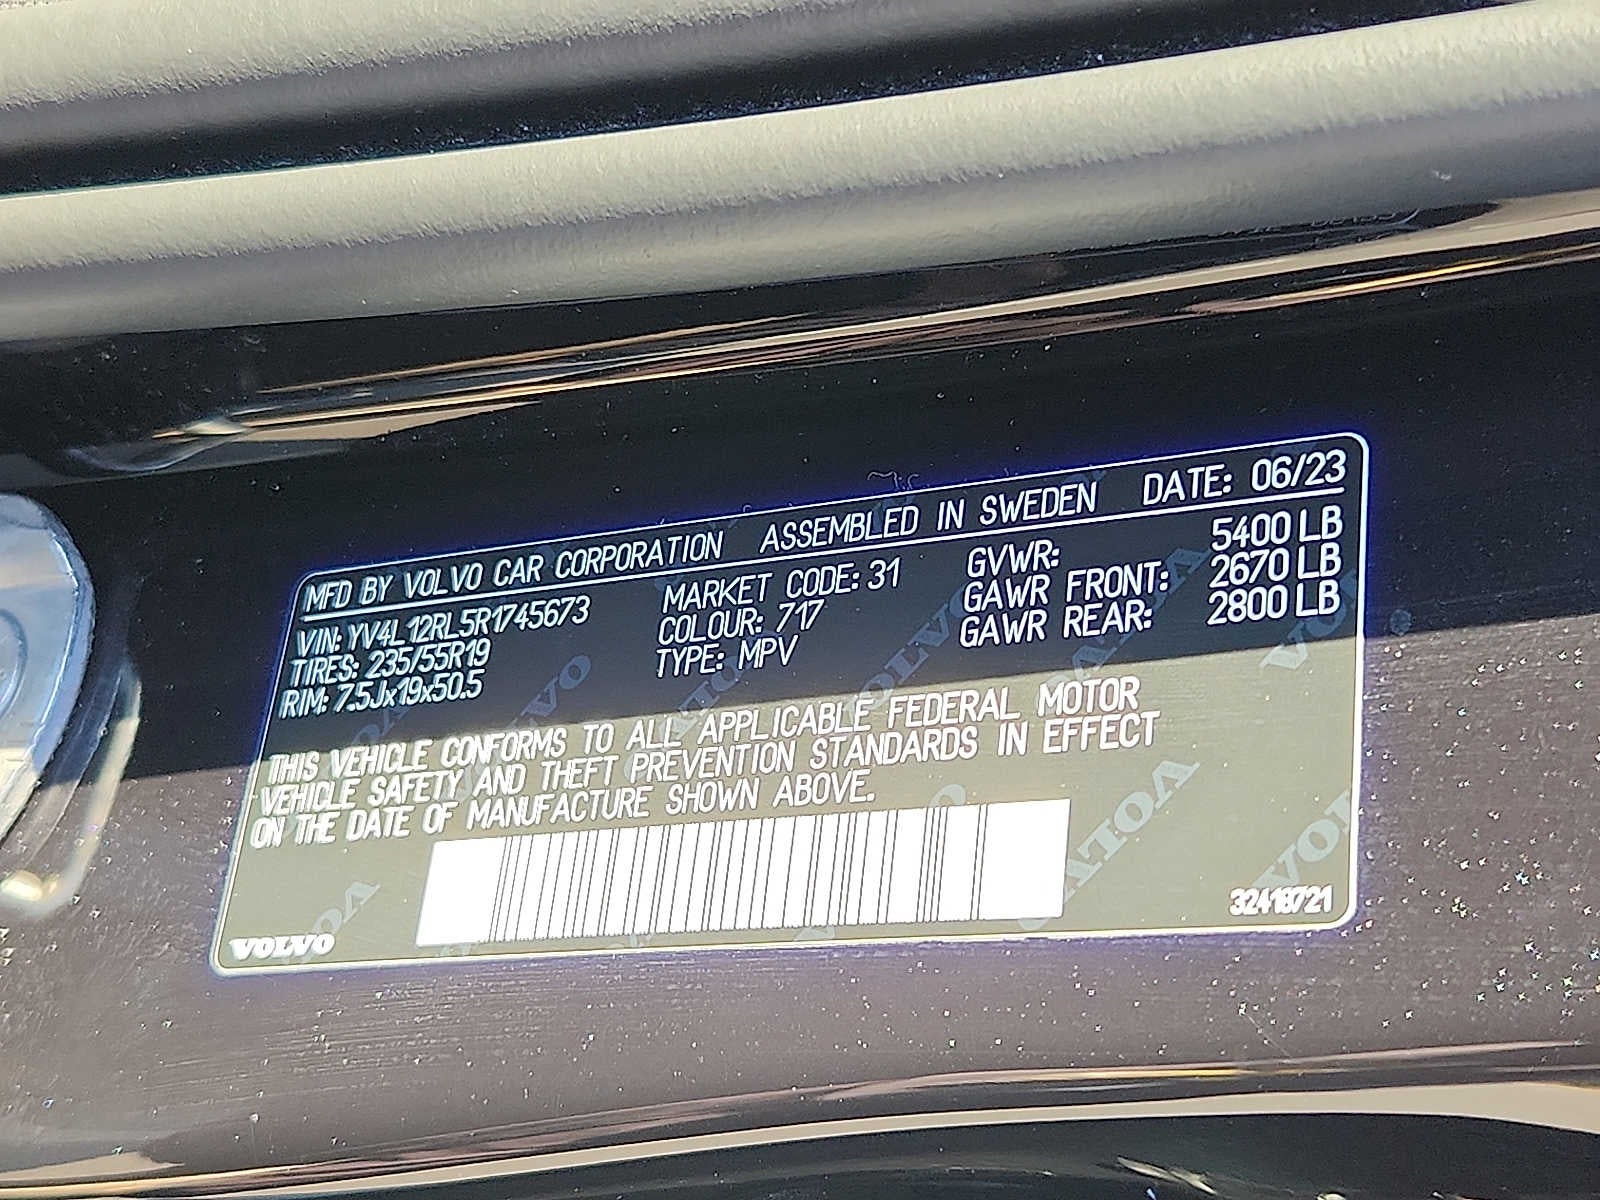 MFD BY VOLVO CAR CORPORATION ASSEMBLED IN SWEDEN DATE: 06/23
VIN: YV4L12RL5R1745673 MARKET CODE: 31 GVWR: 5400 LB
TIRES: 235/55R19 COLOUR: 717 GAWR FRONT: 2670 LB
RIM: 7.5Jx19x50.5 TYPE: MPV GAWR REAR: 2800 LB
THIS VEHICLE CONFORMS TO ALL APPLICABLE FEDERAL MOTOR
VEHICLE SAFETY AND THEFT PREVENTION STANDARDS IN EFFECT
ON THE DATE OF MANUFACTURE SHOWN ABOVE.
VOLVO 32418721